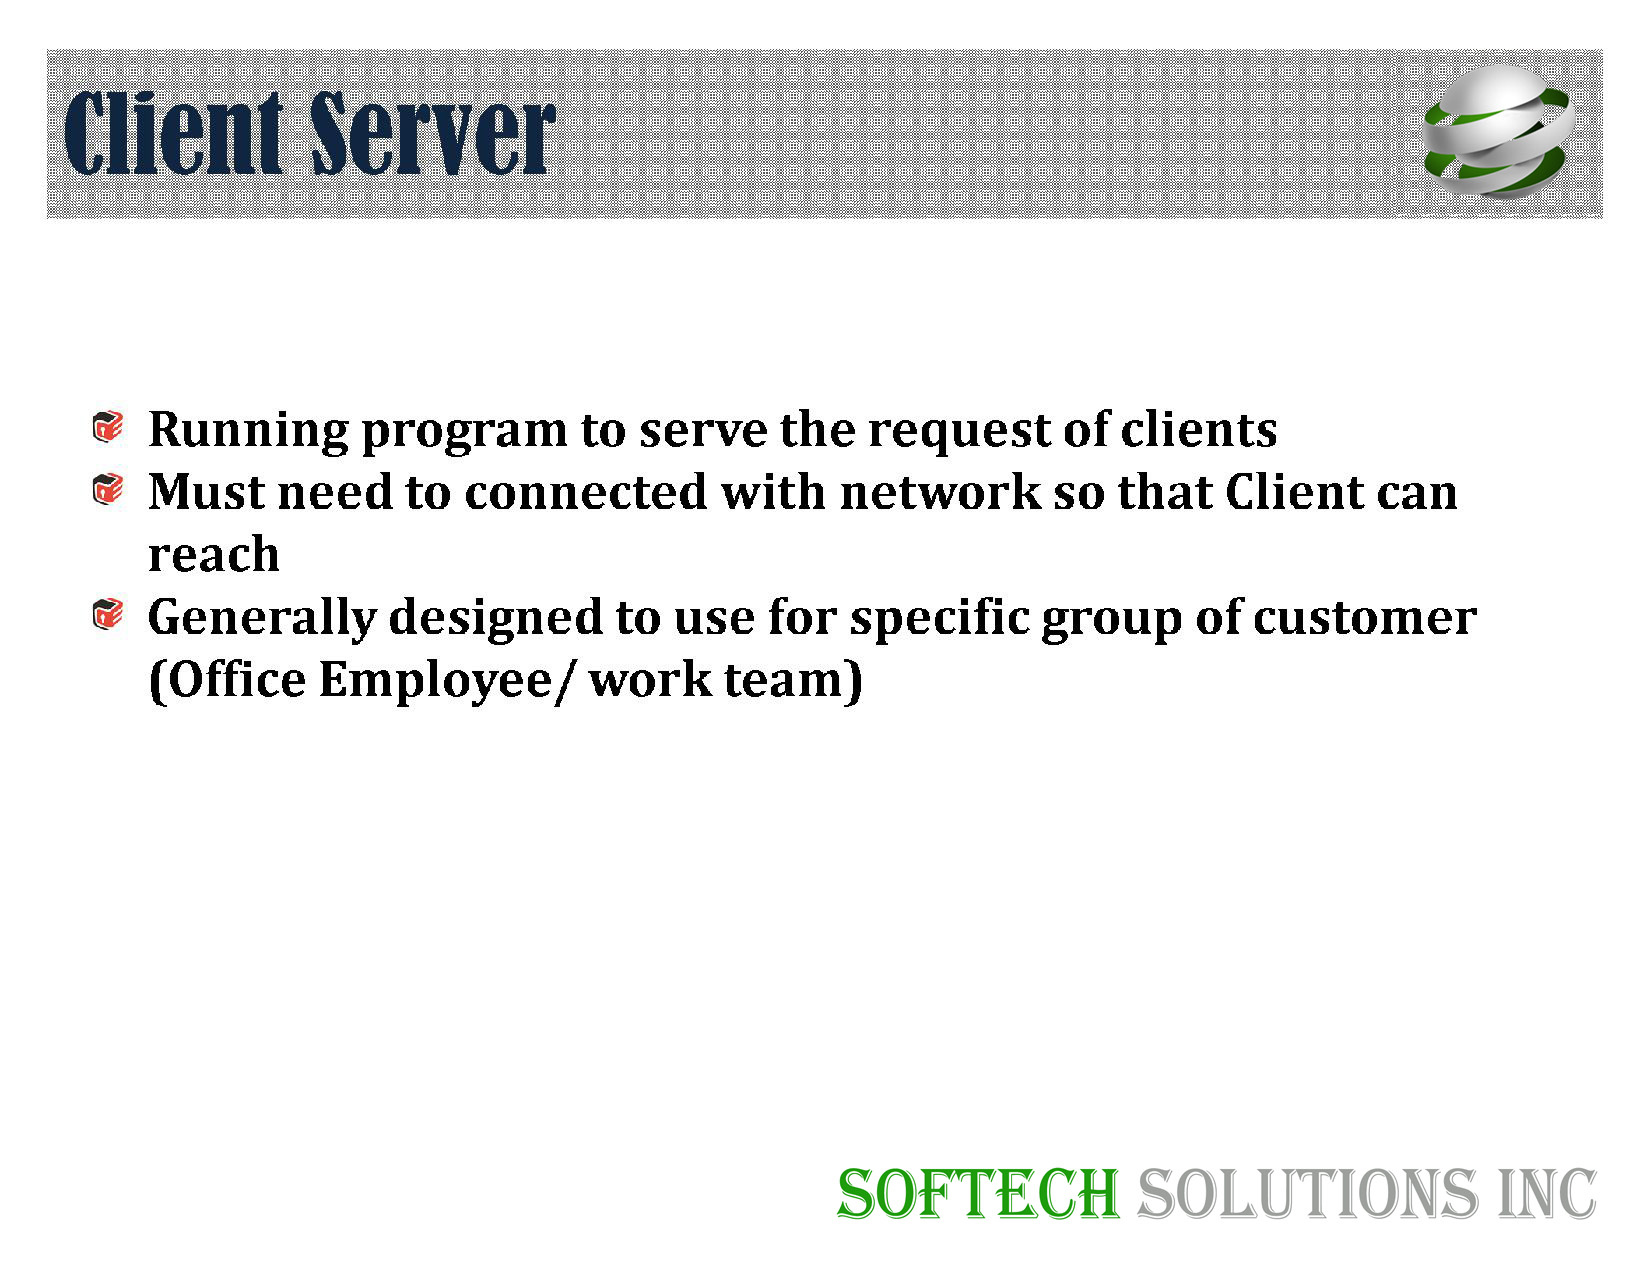 Client Server
Running program to serve the request of clients
Must need to connected with network so that Client can
reach
Generally designed to use for specific group of customer
(Office Employee/ work team)
SOFTECH SOLUTIONS INC